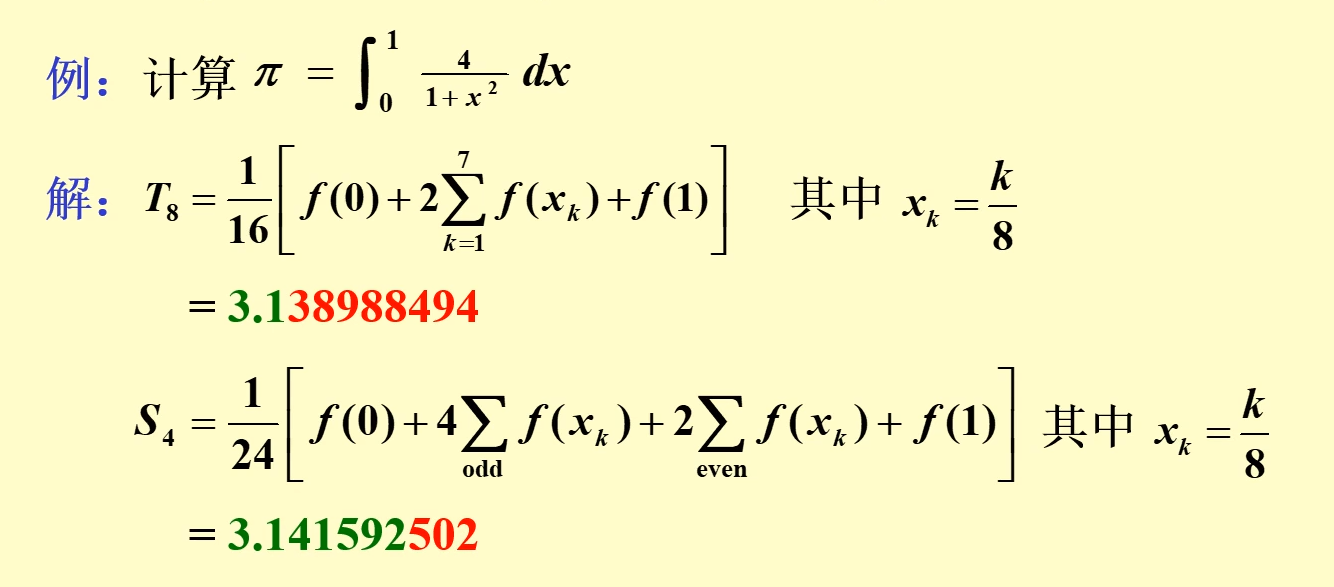 例：计算 π = ∫₀¹ 4/(1+x²) dx
解：T₈ = 1/16 [ f(0) + 2 ∑_{k=1}^{7} f(x_k) + f(1) ] 其中 x_k = k/8
= 3.138988494
S₄ = 1/24 [ f(0) + 4 ∑_{odd} f(x_k) + 2 ∑_{even} f(x_k) + f(1) ] 其中 x_k = k/8
= 3.141592502